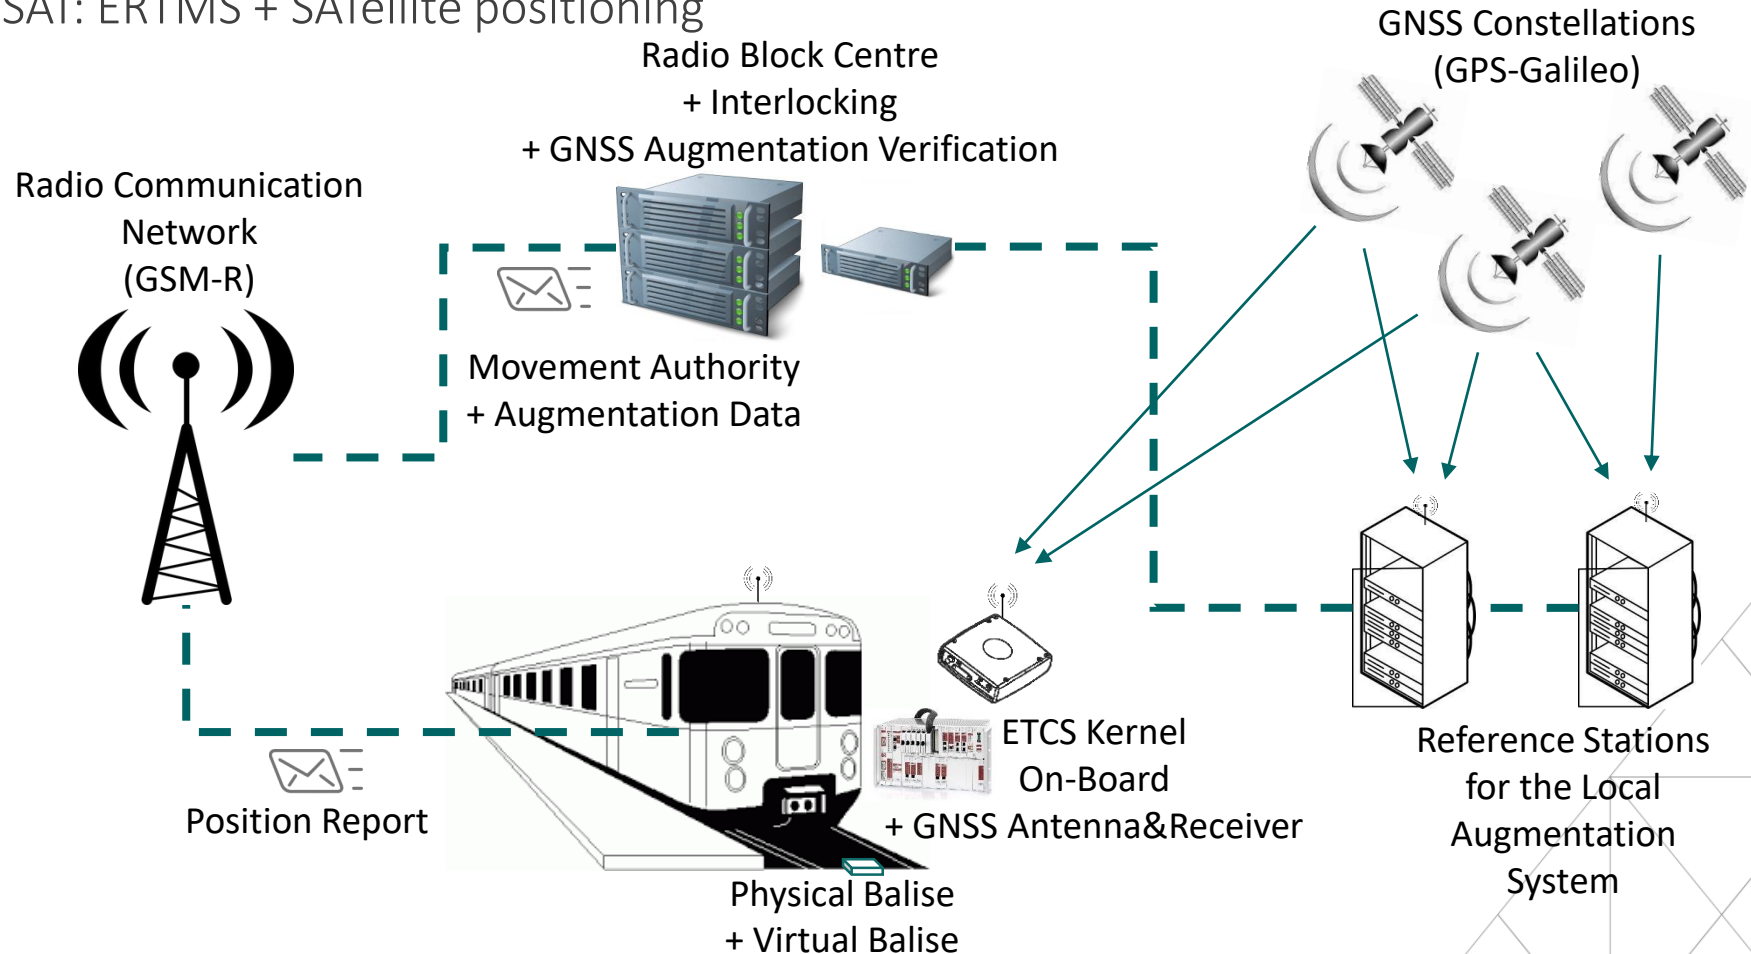 SAT: ERTMS + SATellite positioning
GNSS Constellations
(GPS-Galileo)
Radio Block Centre
+ Interlocking
+ GNSS Augmentation Verification
Radio Communication
Network
(GSM-R)
Movement Authority
+ Augmentation Data
ETCS Kernel
On-Board
+ GNSS Antenna&Receiver
Position Report
Physical Balise
+ Virtual Balise
Reference Stations
for the Local
Augmentation
System